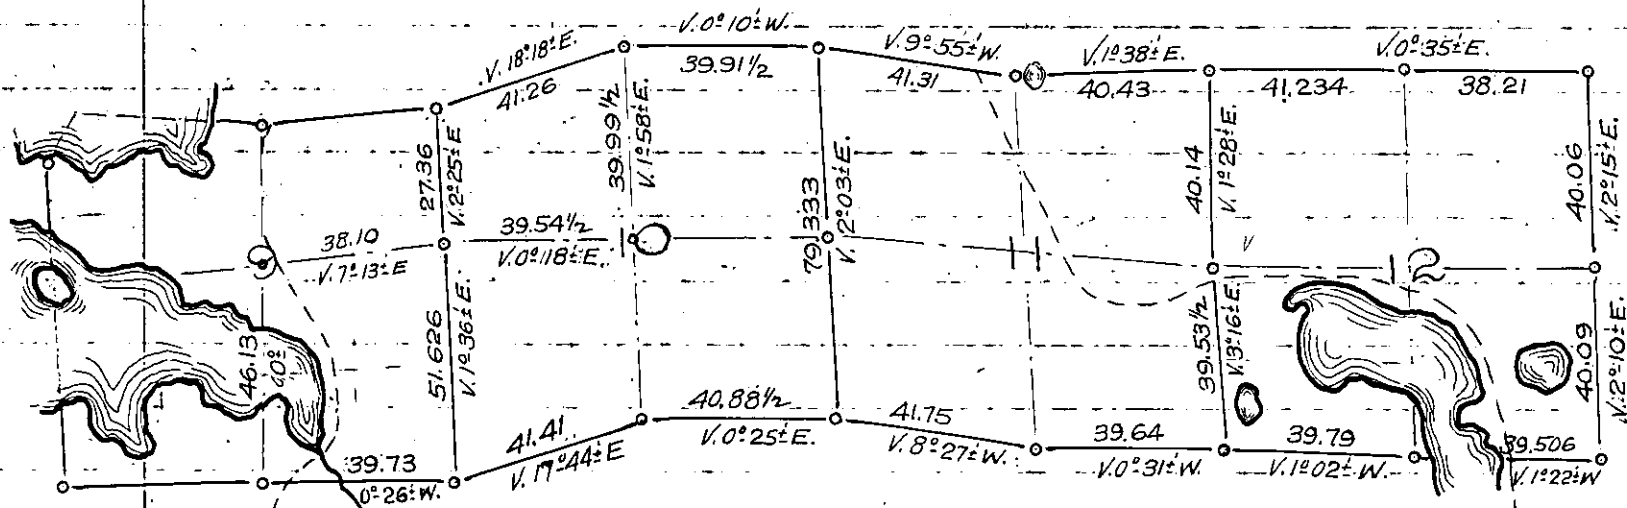 V. 0°10'± W.
V. 18°18'± E.
V. 9°55'± W.
V. 1°38'± E.
V. 0°35'± E.
41.26
39.91½
41.31
40.43
41.234
38.21
27.36
V. 2°25'± E
39.99½
V. 1°58'± E.
79.333
V. 2°03'± E.
40.14
V. 1°28'± E.
40.06
V. 2°15'± E.
38.10
V. 7°13'± E
39.54½
V. 0°18'± E.
V
46.13
40±
51.626
V. 1°36'± E.
39.53½
V. 3°16'± E.
40.09
V. 2°10'± E.
39.73
0°26'± W.
41.41
V. 17°44'± E
40.88½
V. 0°25'± E.
41.75
V. 8°27'± W.
39.64
V. 0°31'± W.
39.79
V. 1°02'± W.
39.506
V. 1°22'± W